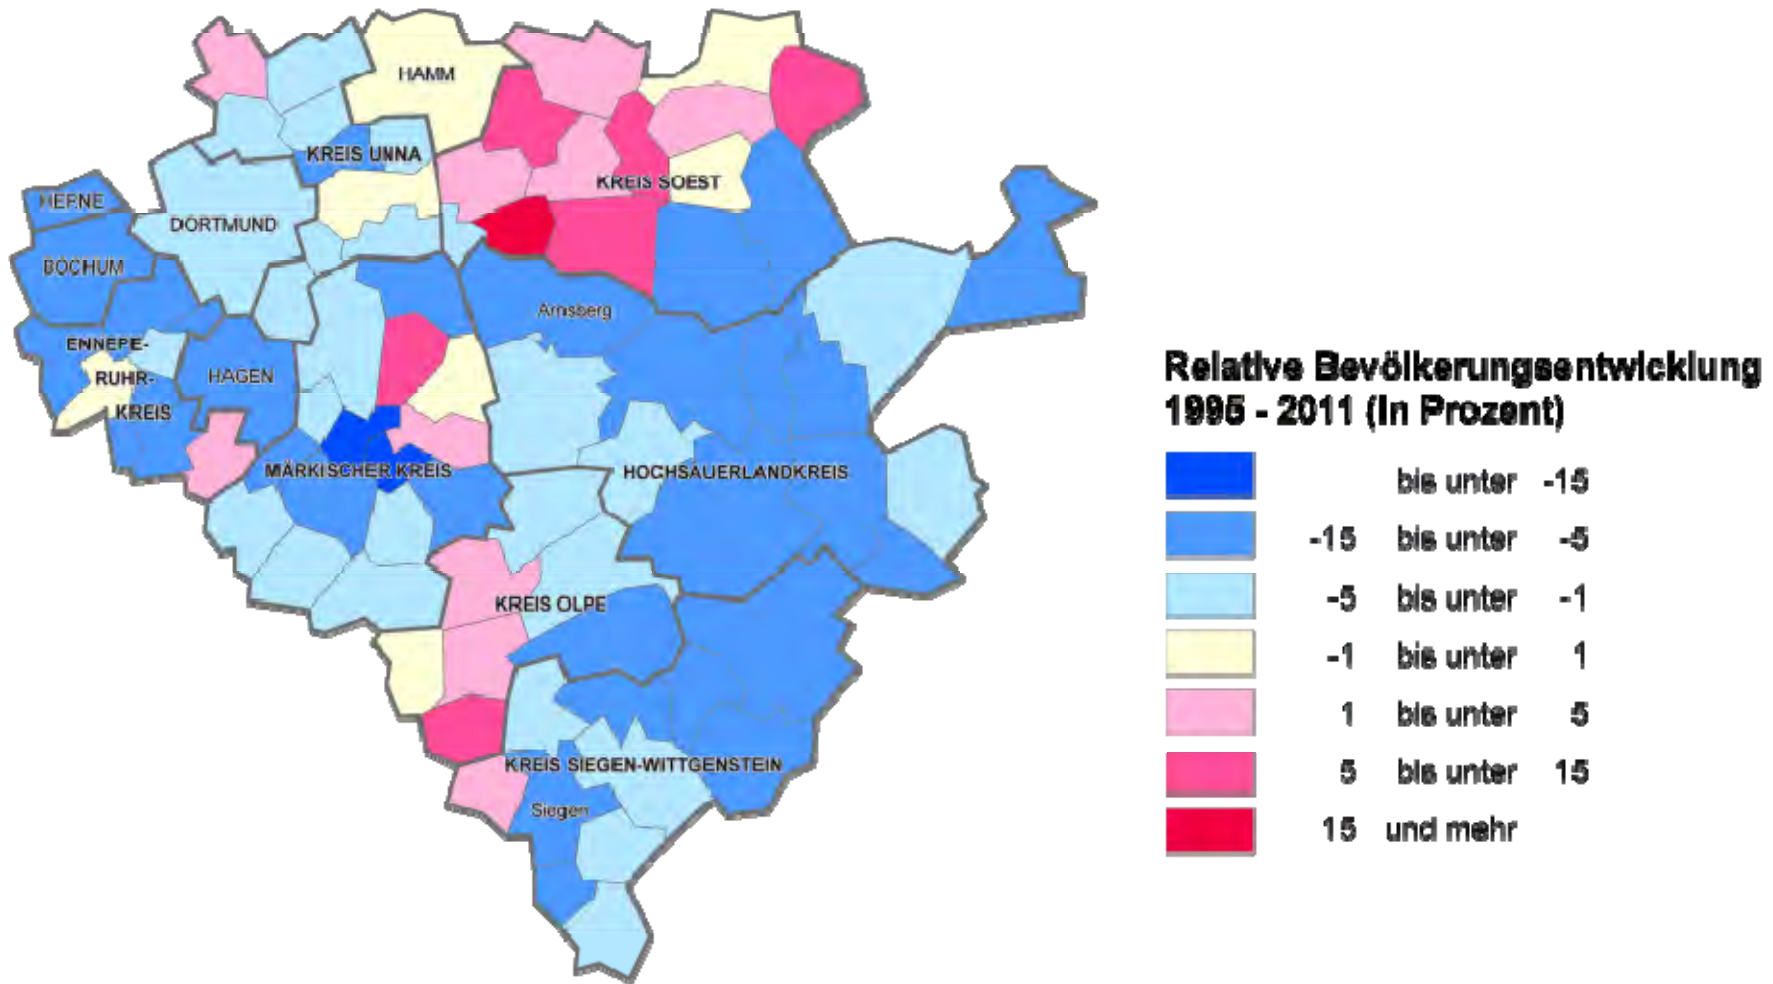 HAMM
KREIS UNNA
KREIS SOEST
HERNE
DORTMUND
BOCHUM
Arnsberg
ENNEPE-
RUHR-
KREIS
HAGEN
MÄRKISCHER KREIS
HOCHSAUERLANDKREIS
KREIS OLPE
KREIS SIEGEN-WITTGENSTEIN
Siegen
Relative Bevölkerungsentwicklung
1995 - 2011 (in Prozent)
bis unter -15
-15 bis unter -5
-5 bis unter -1
-1 bis unter 1
1 bis unter 5
5 bis unter 15
15 und mehr